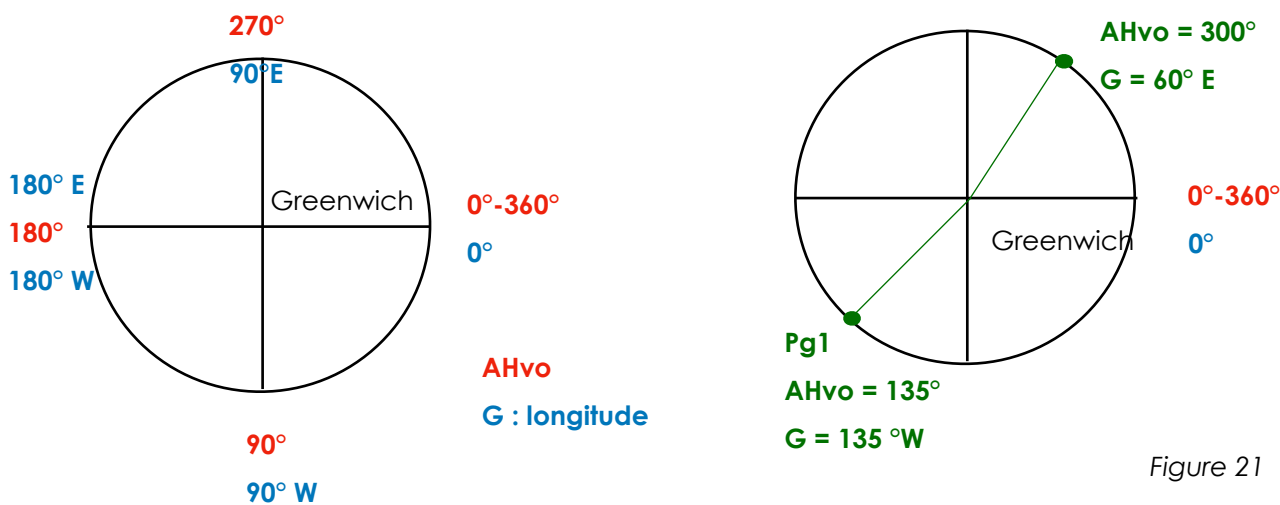 270°
90°E
180° E
180°
180° W
Greenwich
0°-360°
0°
90°
90° W
AHvo
G : longitude
AHvo = 300°
G = 60° E
0°-360°
0°
Greenwich
Pg1
AHvo = 135°
G = 135 °W
Figure 21